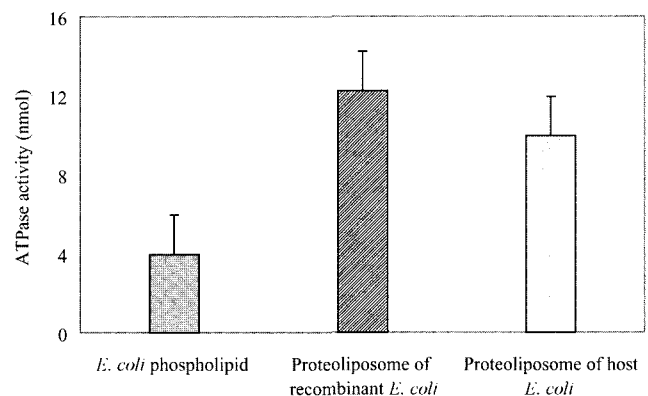 16
12
8
4
0
ATPase activity (nmol)
E. coli phospholipid
Proteoliposome of
recombinant E. coli
Proteoliposome of host
E. coli